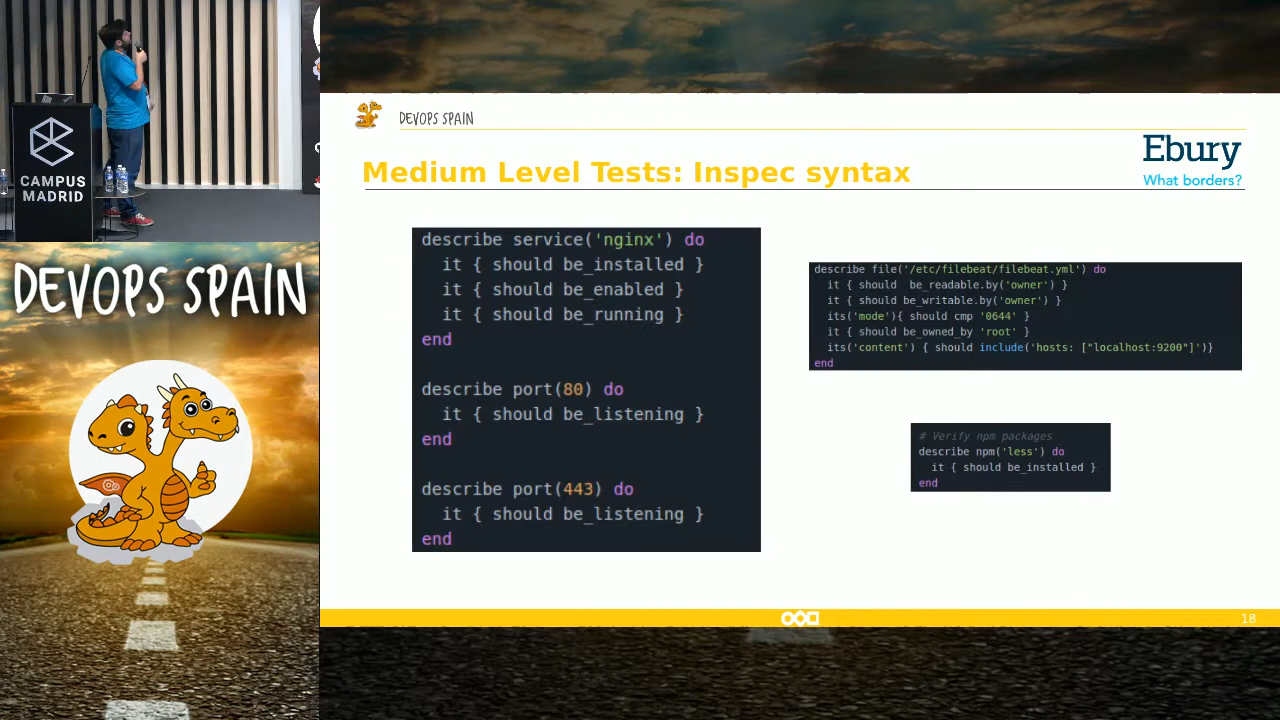 CAMPUS
MADRID
DEVOPS SPAIN
DEVOPS SPAIN
Ebury
What borders?
Medium Level Tests: Inspec syntax
describe service('nginx') do
  it { should be_installed }
  it { should be_enabled }
  it { should be_running }
end
describe port(80) do
  it { should be_listening }
end
describe port(443) do
  it { should be_listening }
end
describe file('/etc/filebeat/filebeat.yml') do
  it { should  be_readable.by('owner') }
  it { should be_writable.by('owner') }
  its('mode'){ should cmp '0644' }
  it { should be_owned_by 'root' }
  its('content') { should include('hosts: ["localhost:9200"]')}
end
# Verify npm packages
describe npm('less') do
  it { should be_installed }
end
18